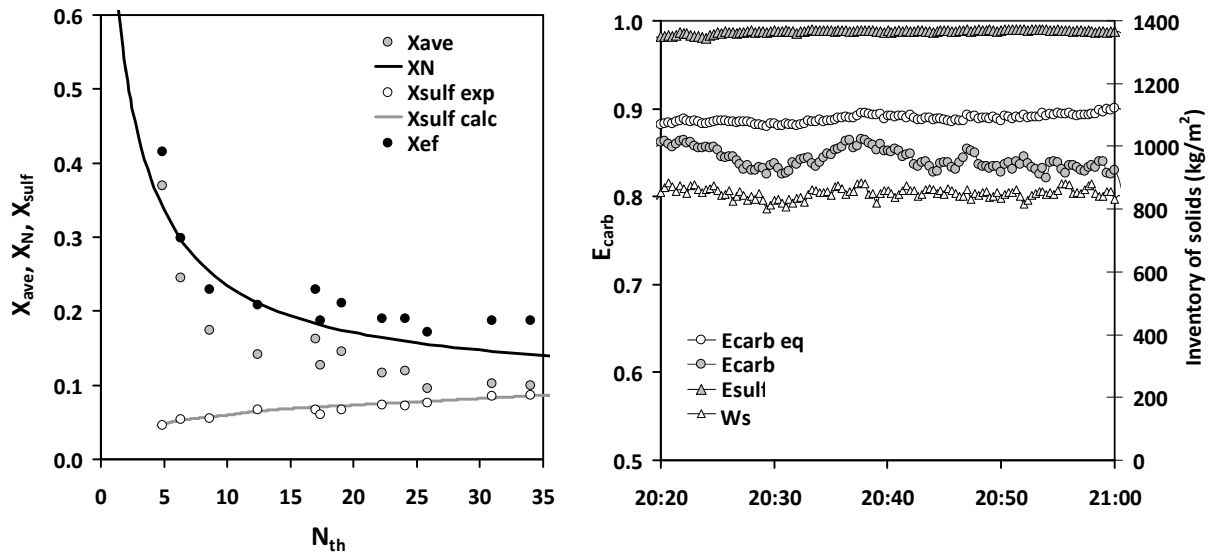 0.6
0.5
0.4
0.3
0.2
0.1
0.0
Xave, XN, Xsulf
Xave
XN
Xsulf exp
Xsulf calc
Xef
0 5 10 15 20 25 30 35
Nth
1.0
0.9
0.8
0.7
0.6
0.5
Ecarb
Ecarb eq
Ecarb
Esulf
Ws
1400
1200
1000
800
600
400
200
0
Inventory of solids (kg/m²)
20:20 20:30 20:40 20:50 21:00